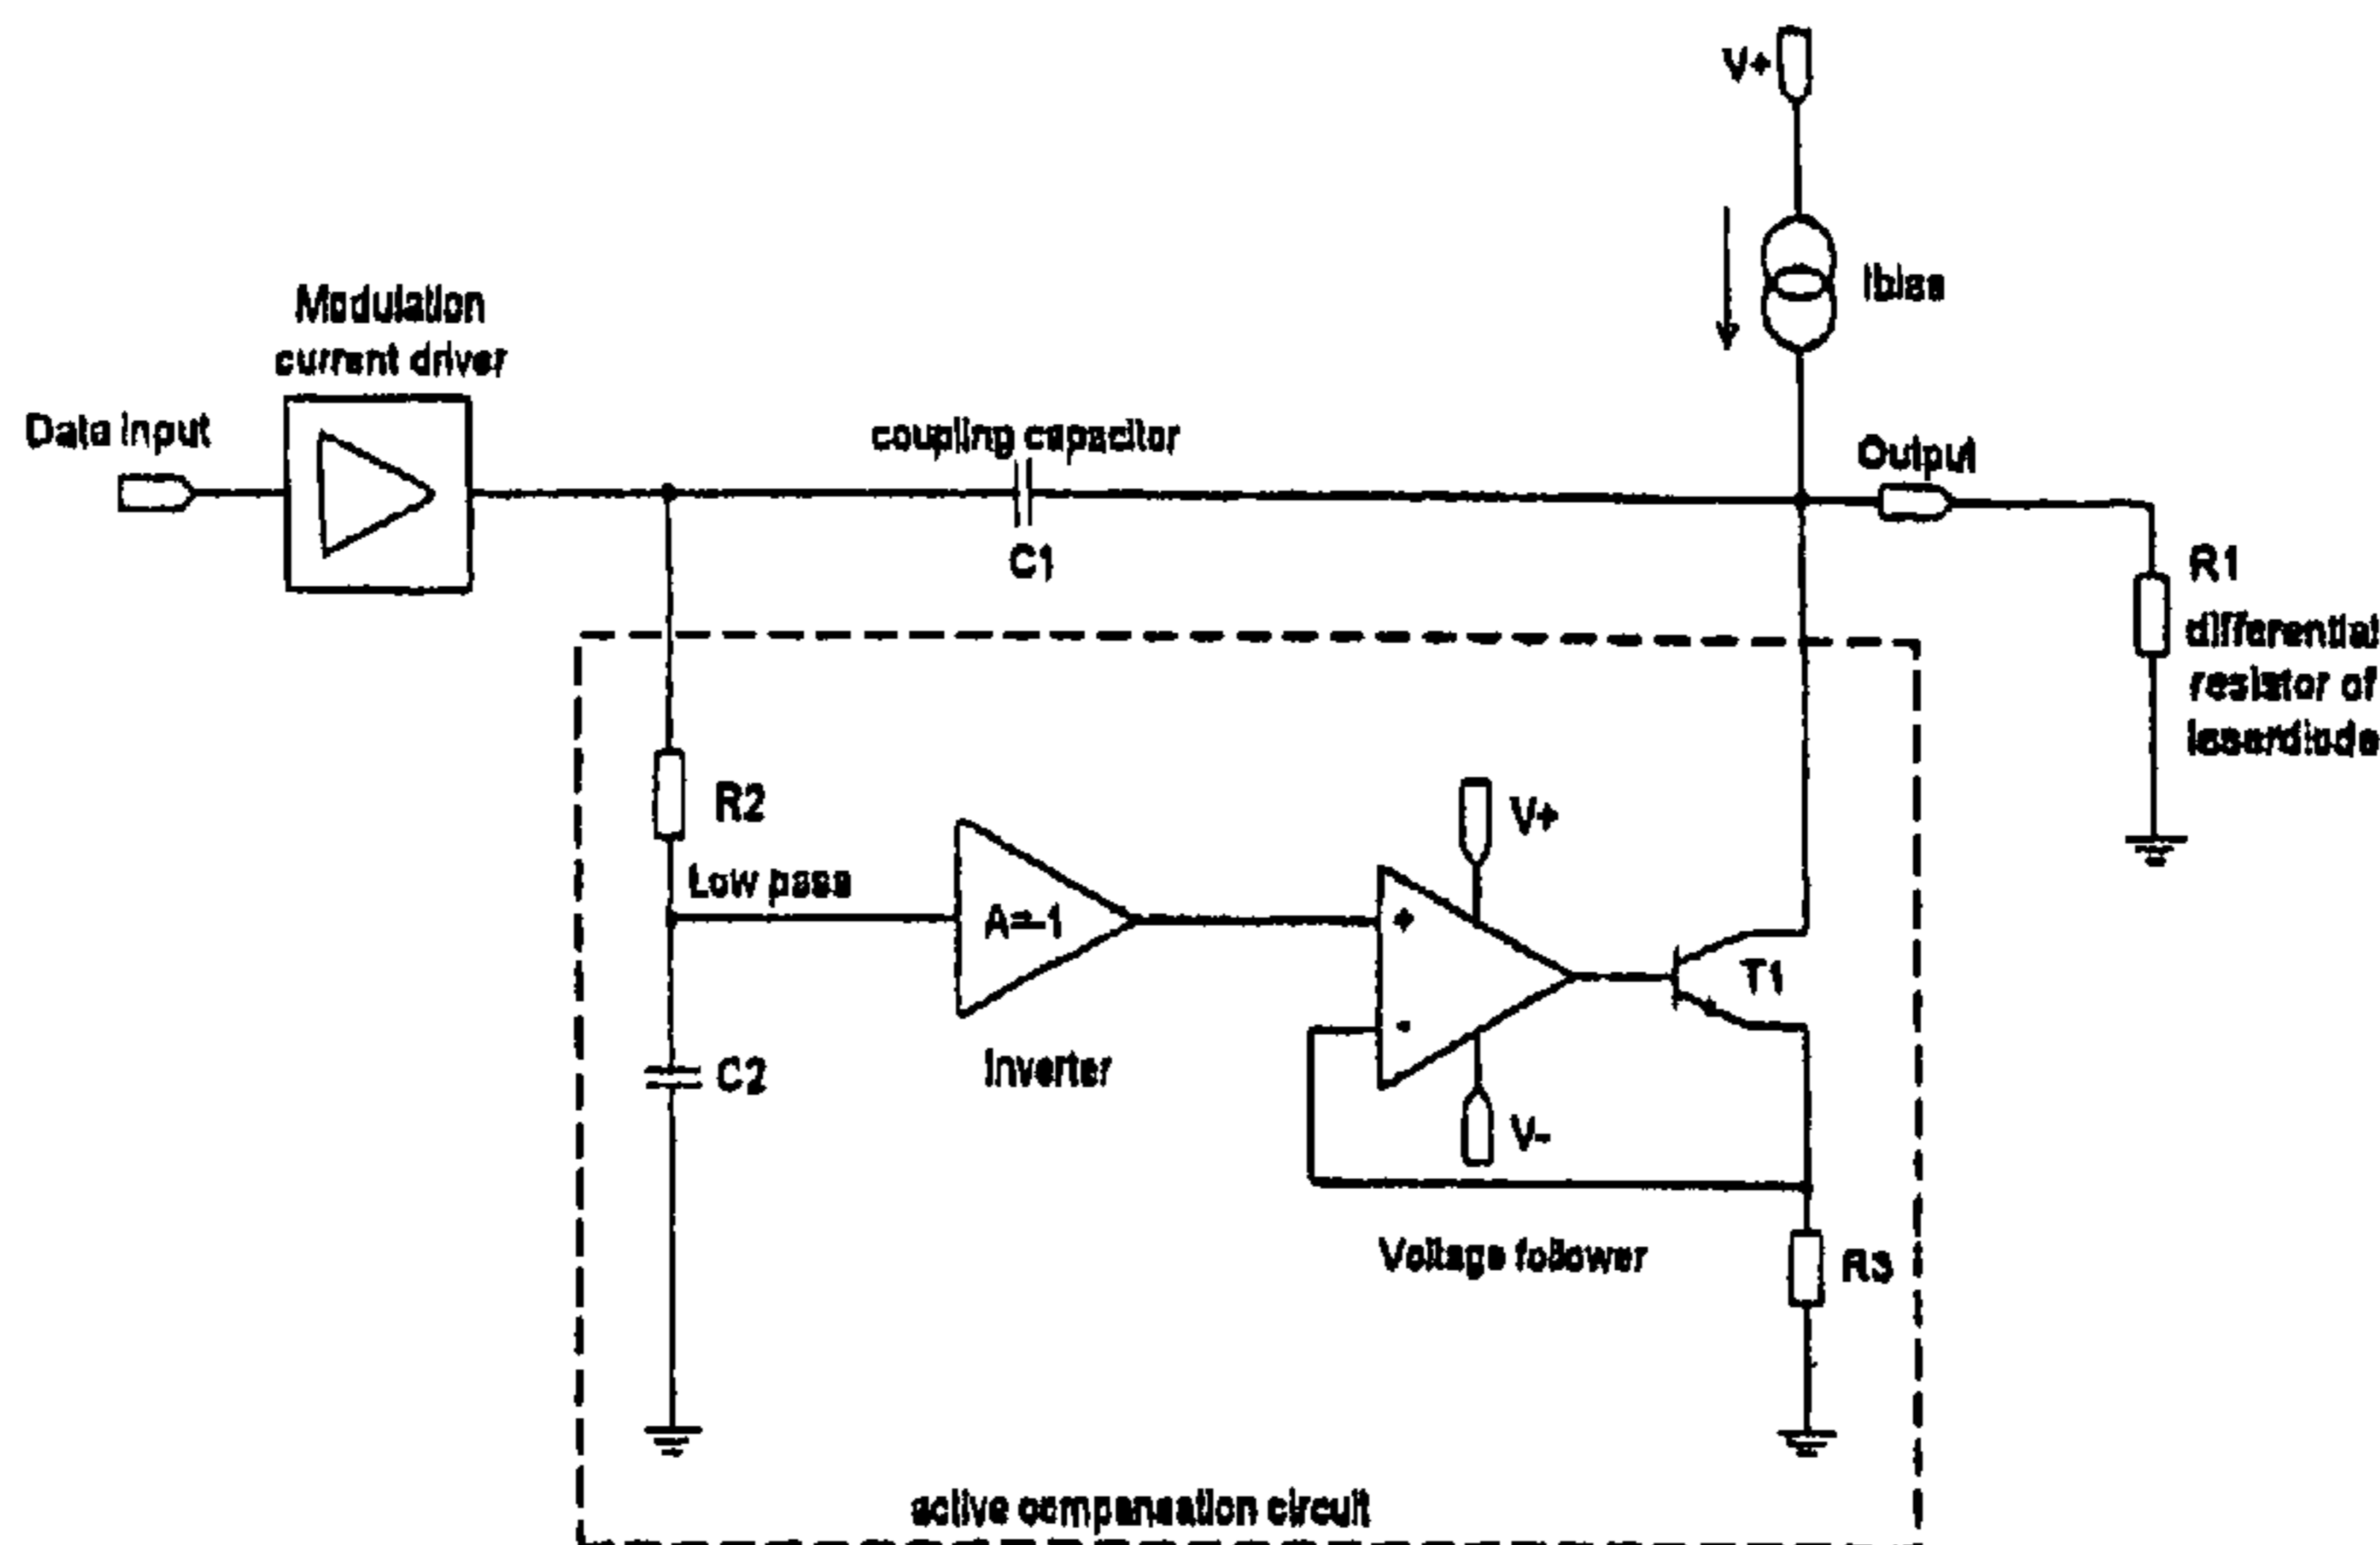 V+
Ibias
Modulation
current driver
Data input
coupling capacitor
C1
Output
R1
differential
resistor of
laserdiode
R2
Low pass
A=-1
Inverter
V+
+
-
V-
T1
C2
Voltage follower
R3
active compensation circuit